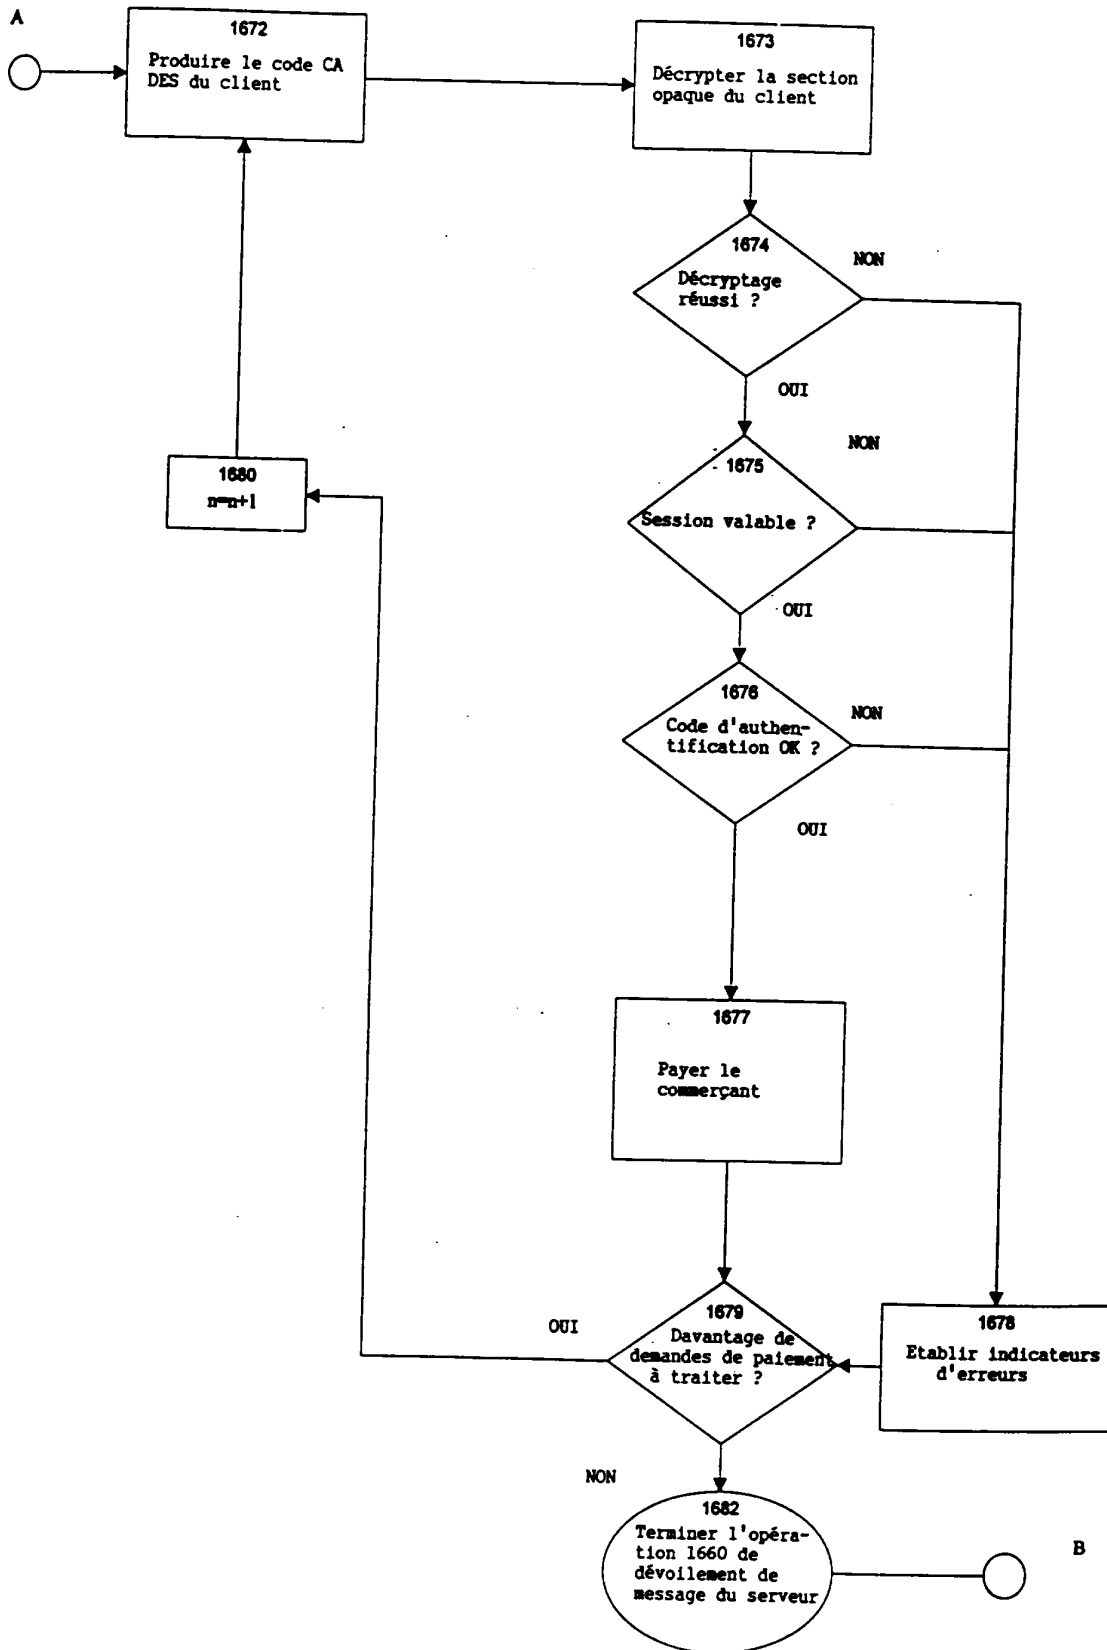 A
1672
Produire le code CA
DES du client
1673
Décrypter la section
opaque du client
1674
Décryptage
réussi ?
NON
OUI
1675
Session valable ?
NON
OUI
1680
n=n+1
1676
Code d'authen-
tification OK ?
NON
OUI
1677
Payer le
commerçant
1679
Davantage de
demandes de paiement
à traiter ?
OUI
NON
1678
Etablir indicateurs
d'erreurs
1682
Terminer l'opéra-
tion 1660 de
dévoilement de
message du serveur
B